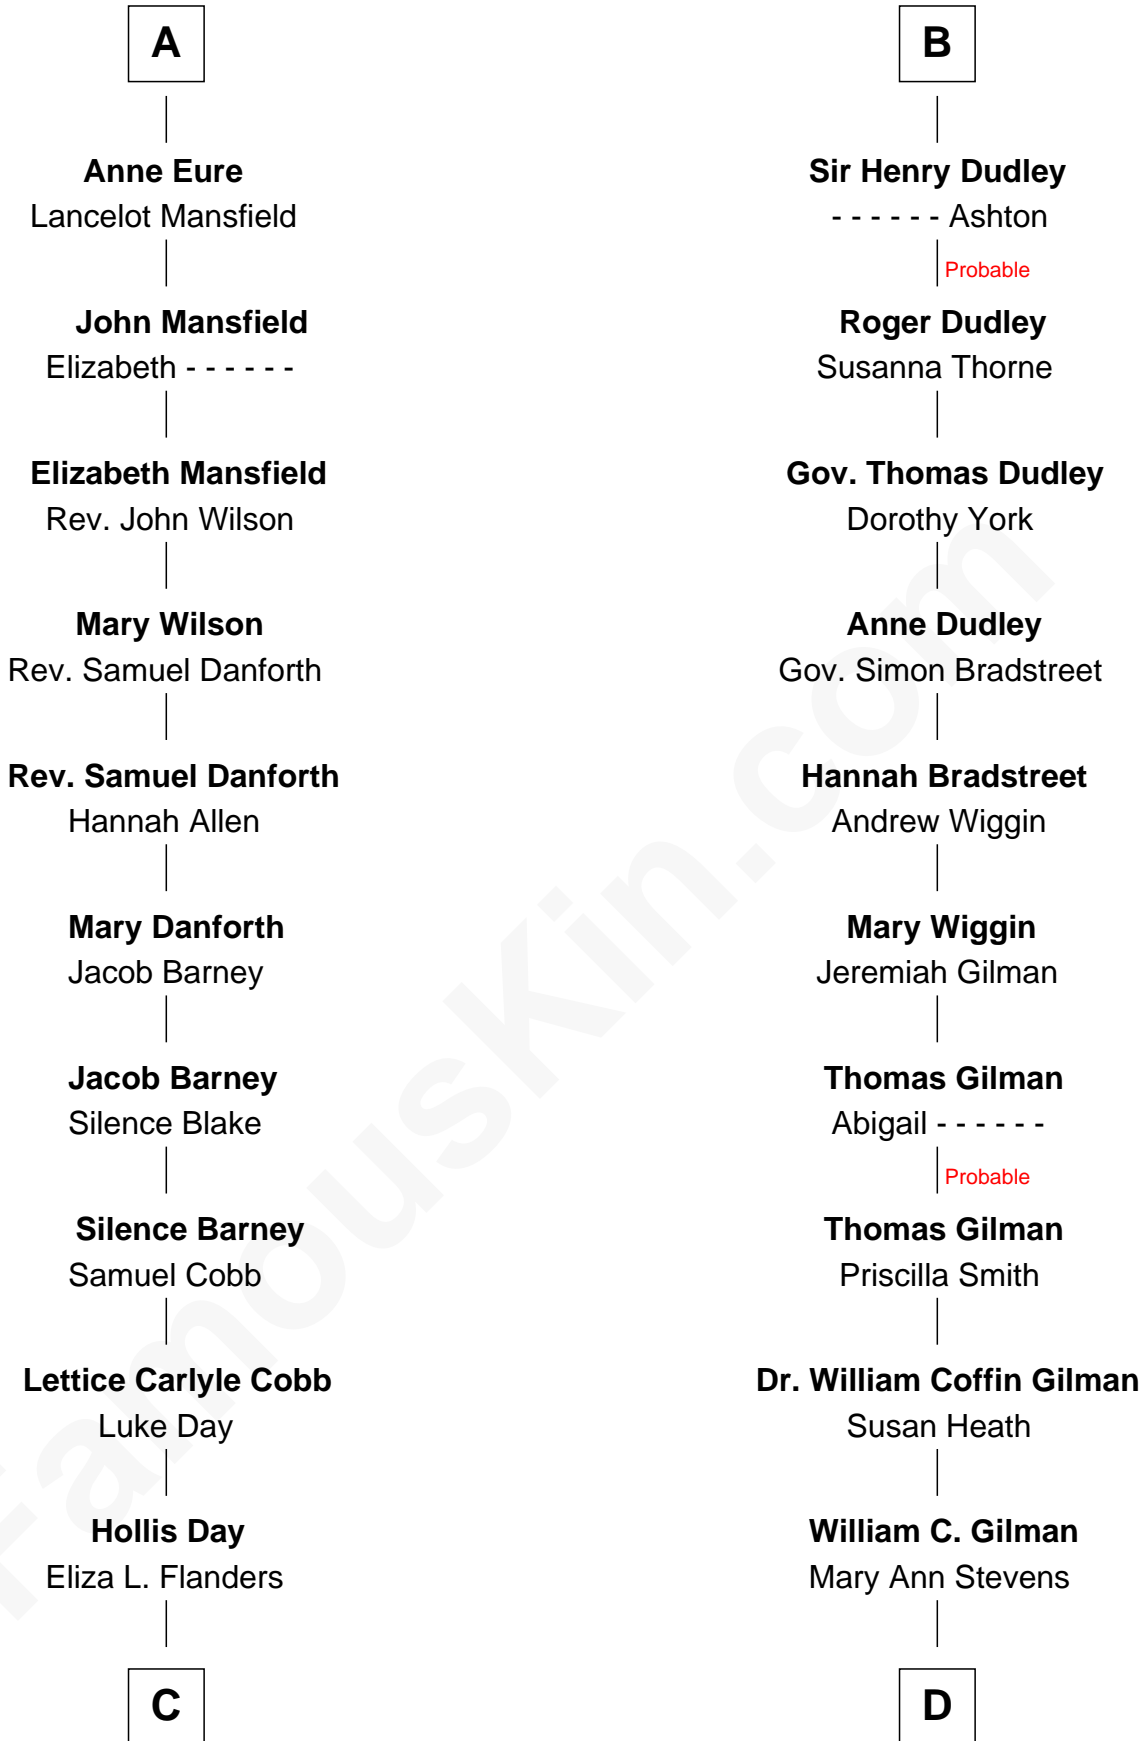 A
Anne Eure
Lancelot Mansfield
John Mansfield
Elizabeth - - - - - -
Elizabeth Mansfield
Rev. John Wilson
Mary Wilson
Rev. Samuel Danforth
Rev. Samuel Danforth
Hannah Allen
Mary Danforth
Jacob Barney
Jacob Barney
Silence Blake
Silence Barney
Samuel Cobb
Lettice Carlyle Cobb
Luke Day
Hollis Day
Eliza L. Flanders
C
B
Sir Henry Dudley
- - - - - - Ashton
Probable
Roger Dudley
Susanna Thorne
Gov. Thomas Dudley
Dorothy York
Anne Dudley
Gov. Simon Bradstreet
Hannah Bradstreet
Andrew Wiggin
Mary Wiggin
Jeremiah Gilman
Thomas Gilman
Abigail - - - - - -
Probable
Thomas Gilman
Priscilla Smith
Dr. William Coffin Gilman
Susan Heath
William C. Gilman
Mary Ann Stevens
D
FamousKin.com